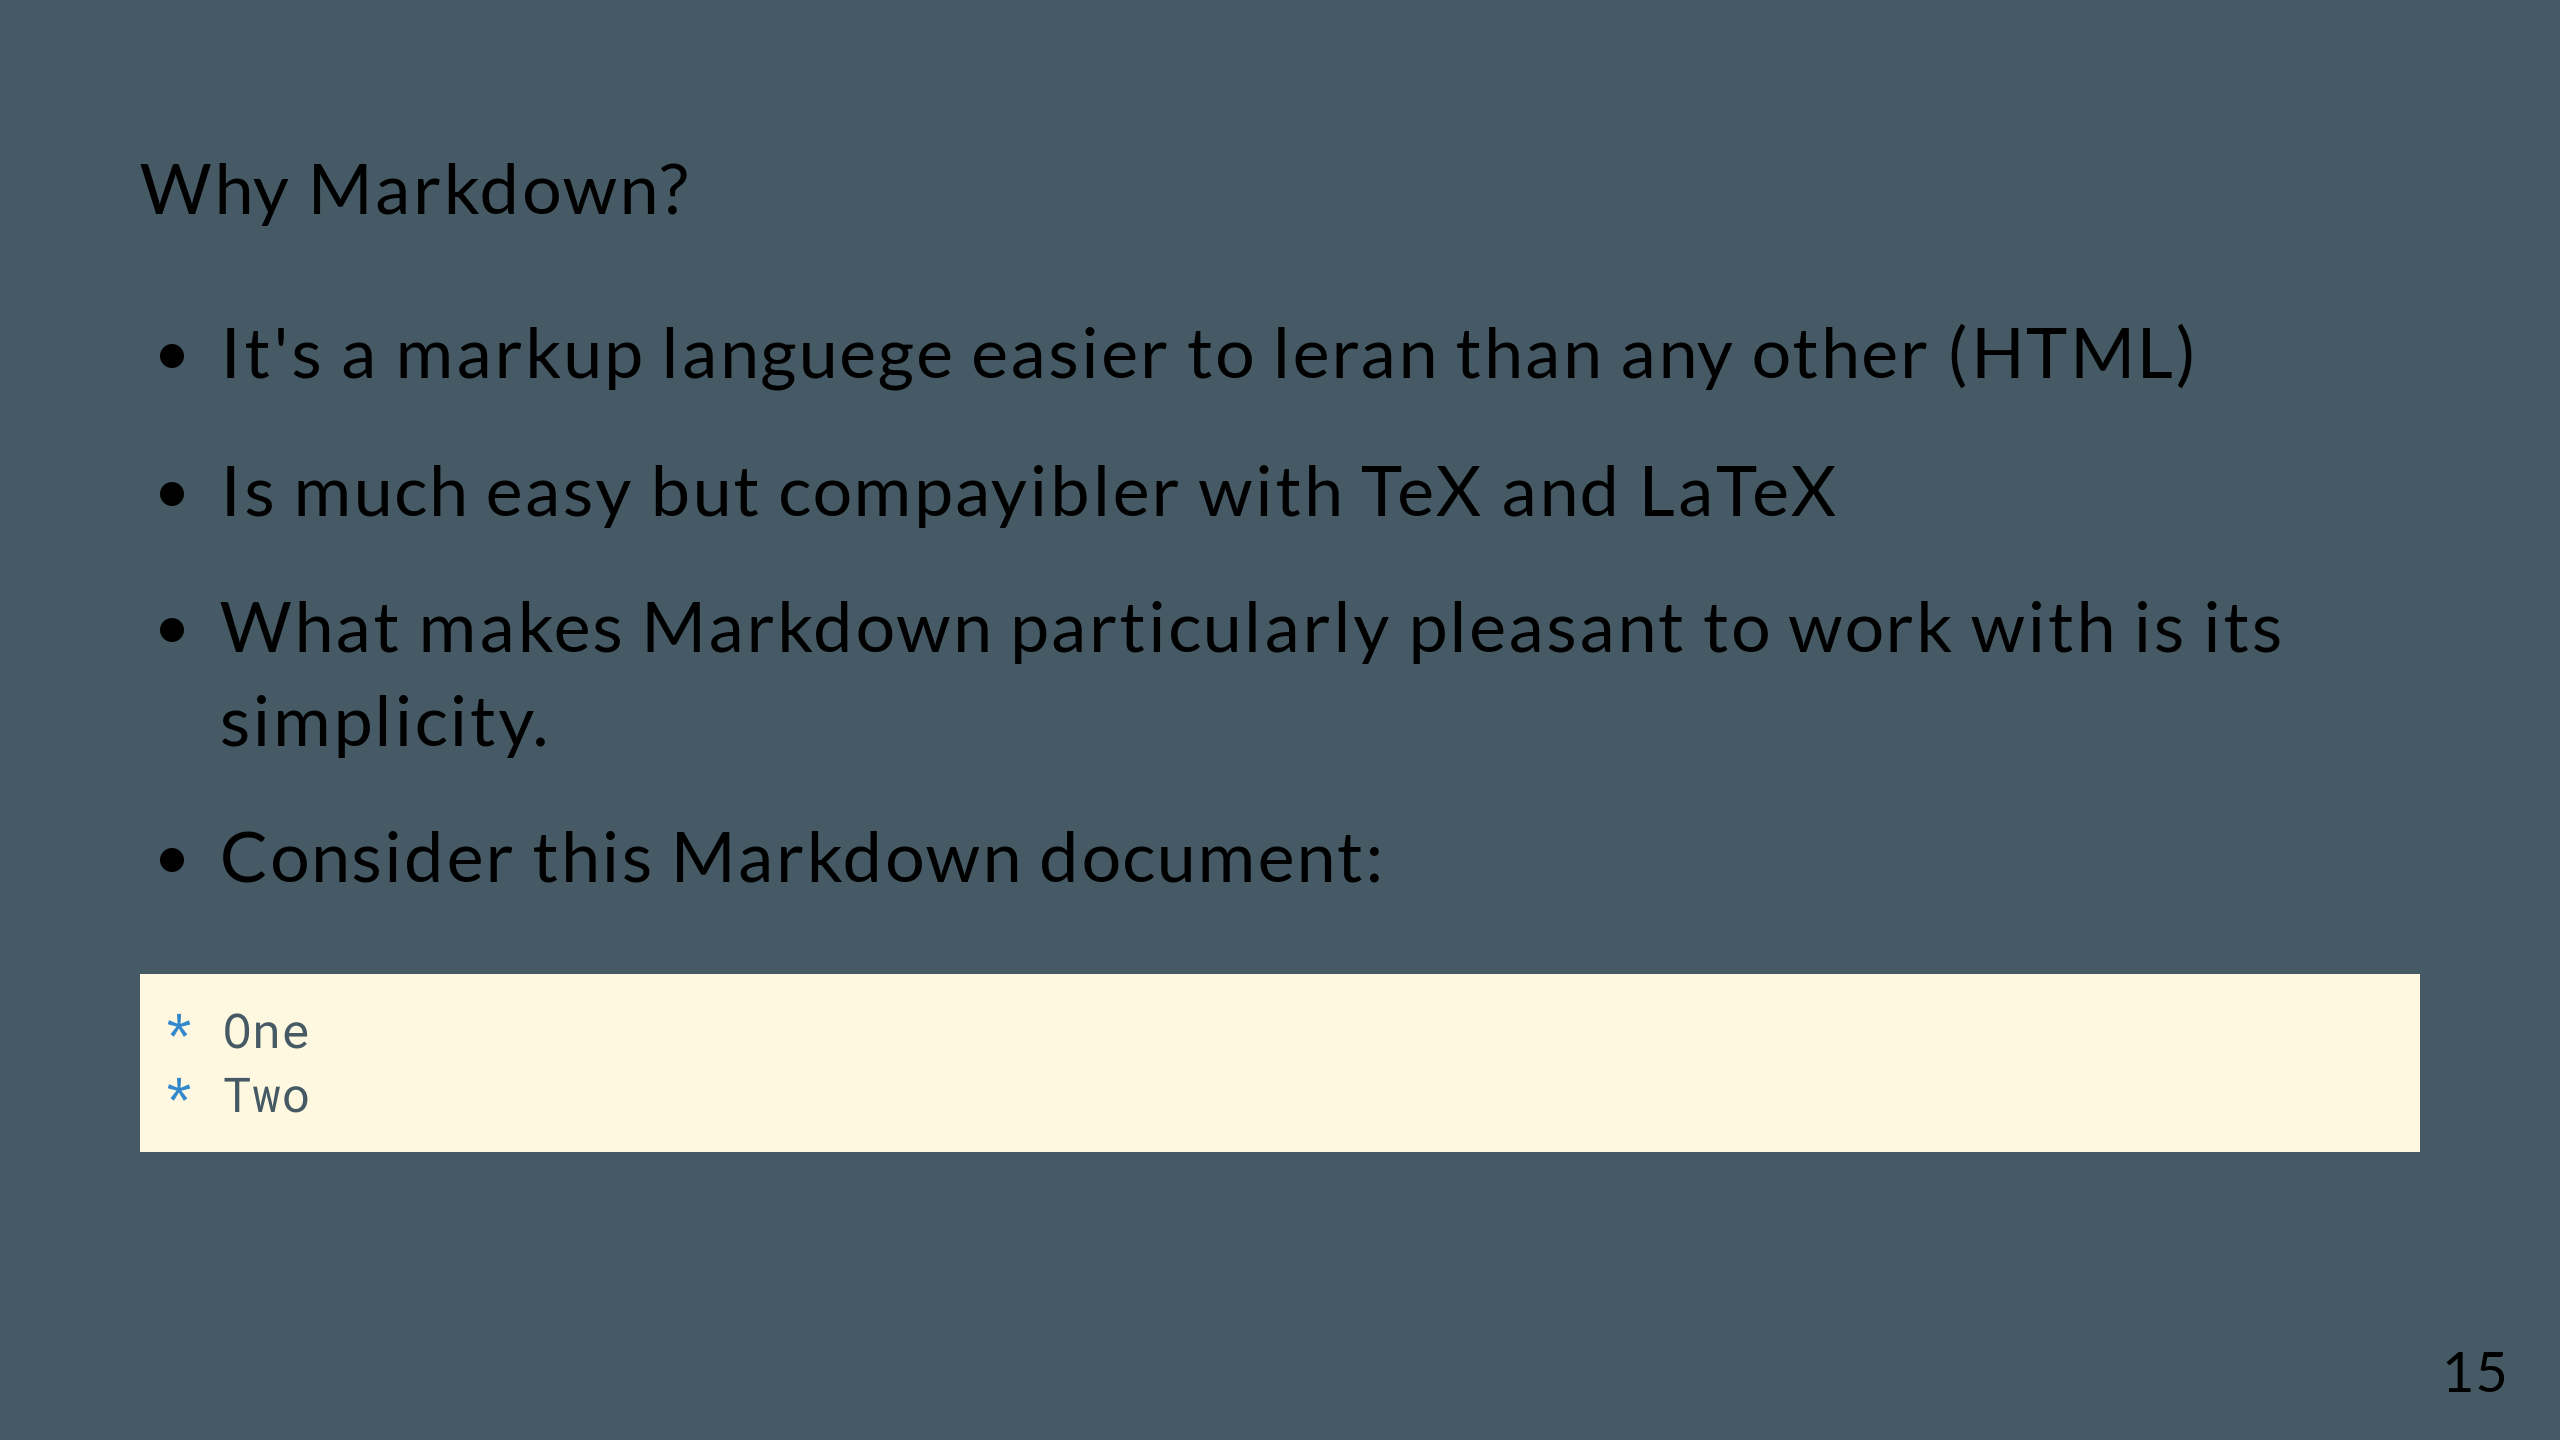 Why Markdown?
• It's a markup languege easier to leran than any other (HTML)
• Is much easy but compayibler with TeX and LaTeX
• What makes Markdown particularly pleasant to work with is its
simplicity.
• Consider this Markdown document:
* One
* Two
15